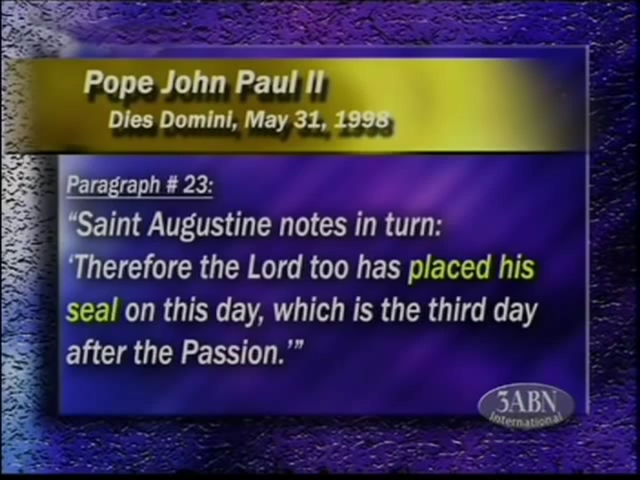 Pope John Paul II
Dies Domini, May 31, 1998
Paragraph # 23:
“Saint Augustine notes in turn:
‘Therefore the Lord too has placed his
seal on this day, which is the third day
after the Passion.’”
3ABN
International